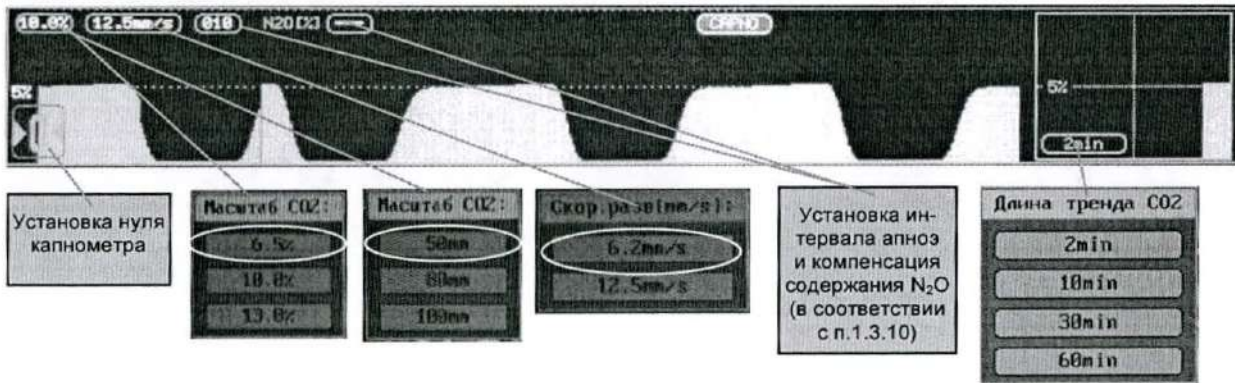 10.0% 12.5mm/s 010 N2O[%] ---- CAPNO
5% 5%
2min
Установка нуля
капнометра
Масштаб CO2:
6.5%
10.0%
13.0%
Масштаб CO2:
50mm
80mm
100mm
Скор.разв(mm/s):
6.2mm/s
12.5mm/s
Установка ин-
тервала апноэ
и компенсация
содержания N₂O
(в соответствии
с п.1.3.10)
Длина тренда CO2
2min
10min
30min
60min